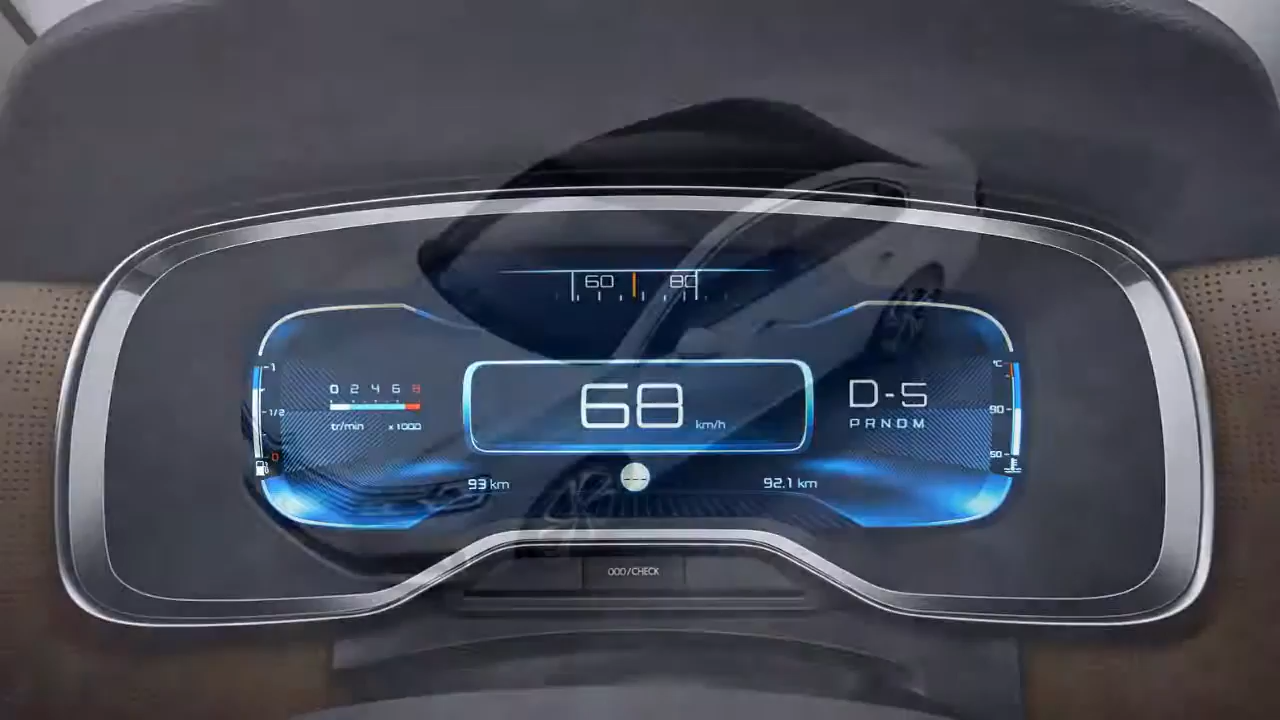 60 80
1
0 2 4 6 8
1/2
tr/min x1000
0
68 km/h
D-5
PRNDM
°C
90
50
93 km
92.1 km
000/CHECK